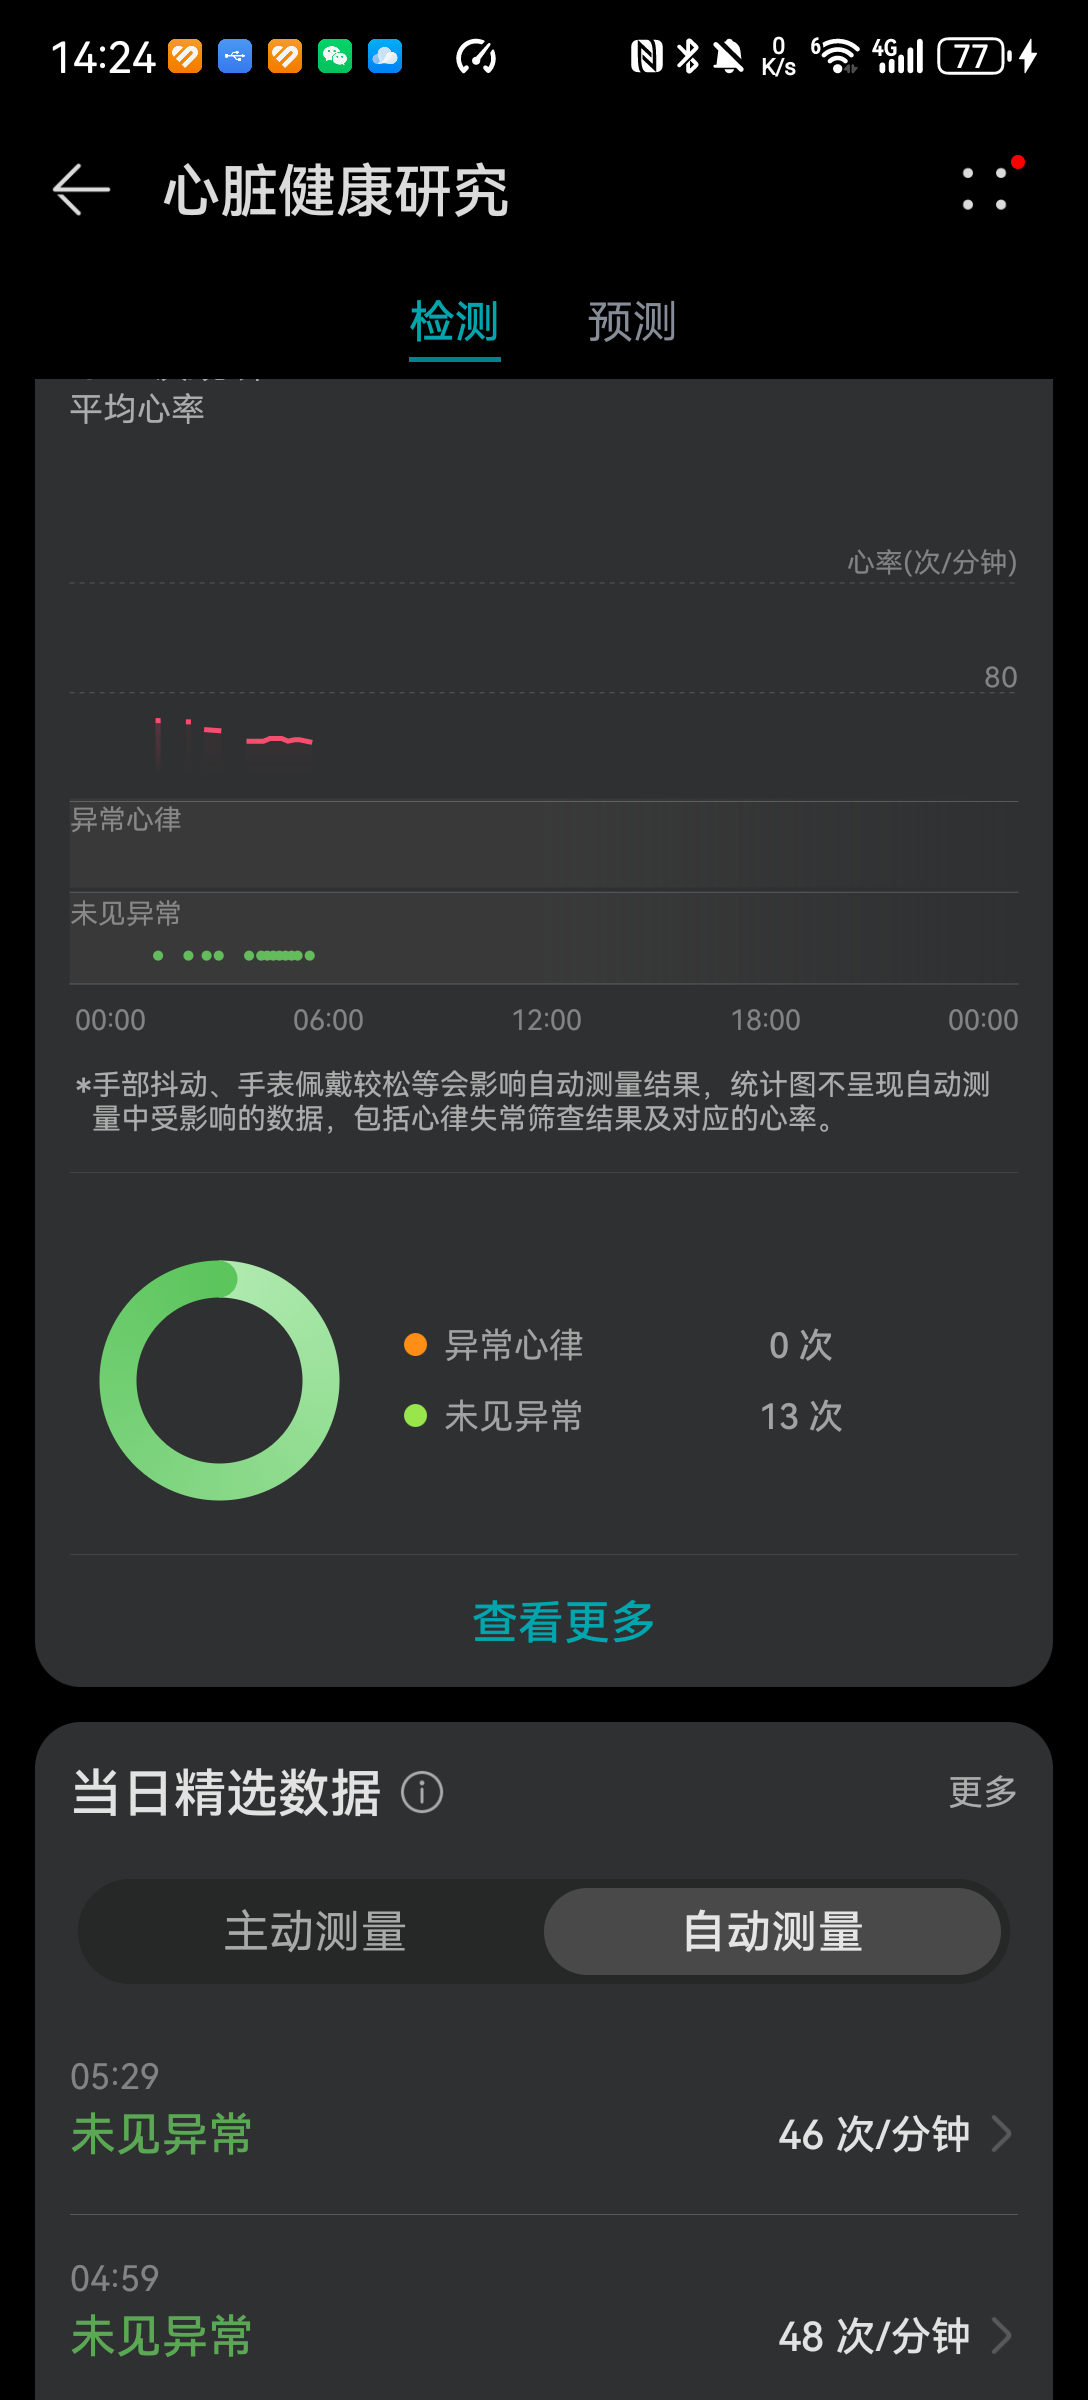 14:24
0 K/s 6 4G 77
心脏健康研究
检测 预测
平均心率
心率(次/分钟)
80
异常心律
未见异常
00:00 06:00 12:00 18:00 00:00
*手部抖动、手表佩戴较松等会影响自动测量结果，统计图不呈现自动测
量中受影响的数据，包括心律失常筛查结果及对应的心率。
异常心律 0 次
未见异常 13 次
查看更多
当日精选数据 更多
主动测量 自动测量
05:29
未见异常 46 次/分钟
04:59
未见异常 48 次/分钟